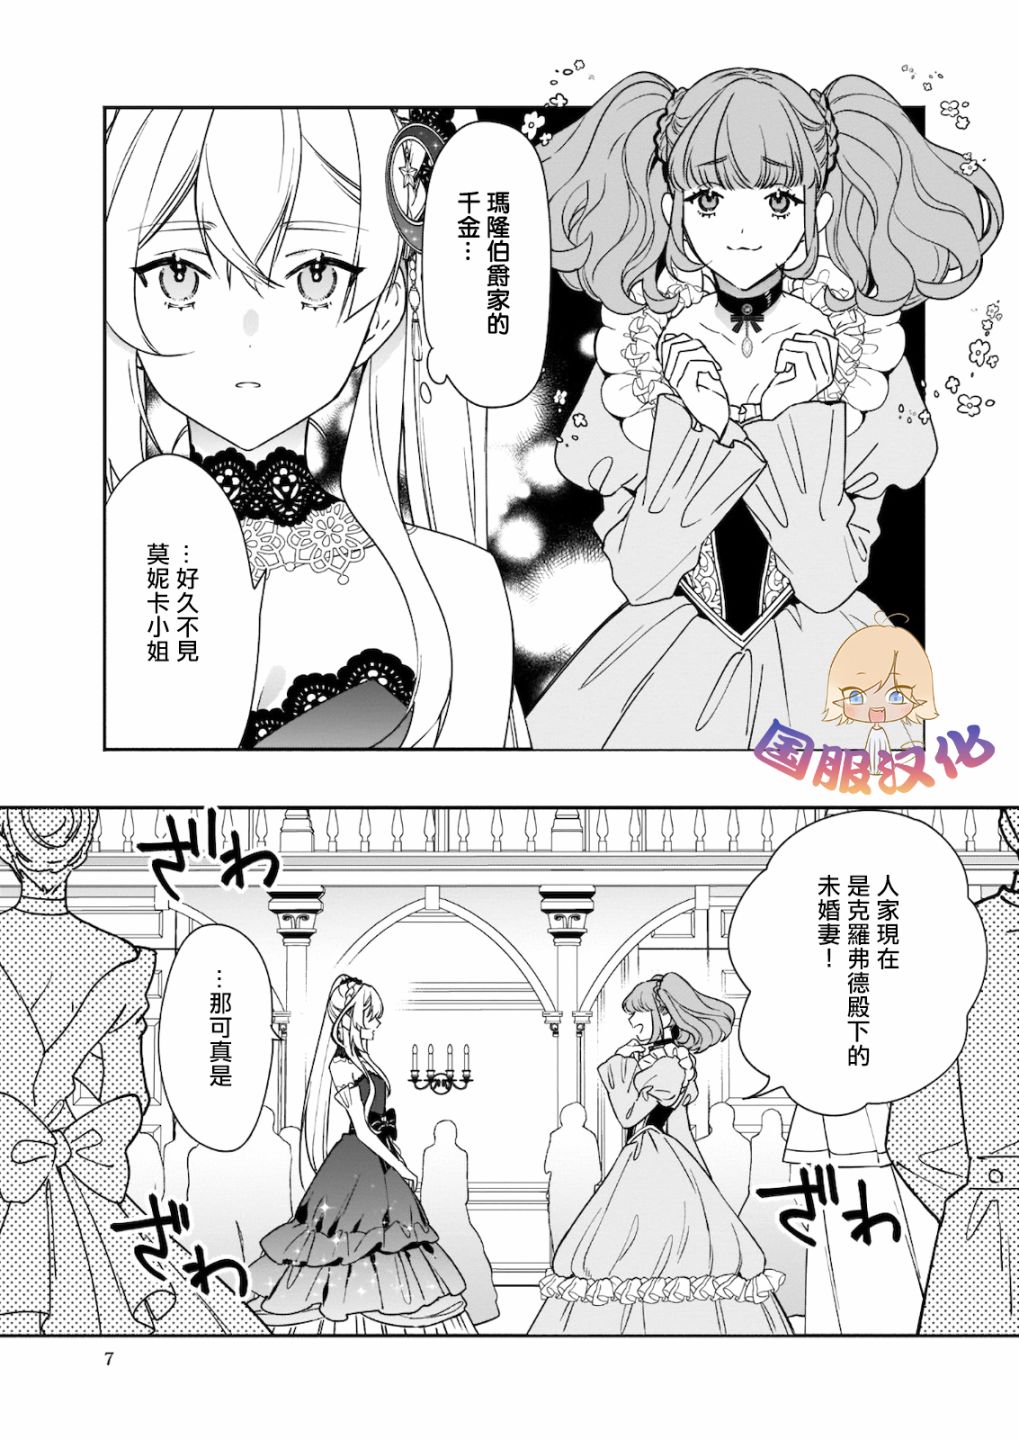 瑪隆伯爵家的
千金…
…好久不見
莫妮卡小姐
国服汉化
人家現在
是克羅弗德殿下的
未婚妻！
…那可真是
ざわ
ざわ
ざわ
7